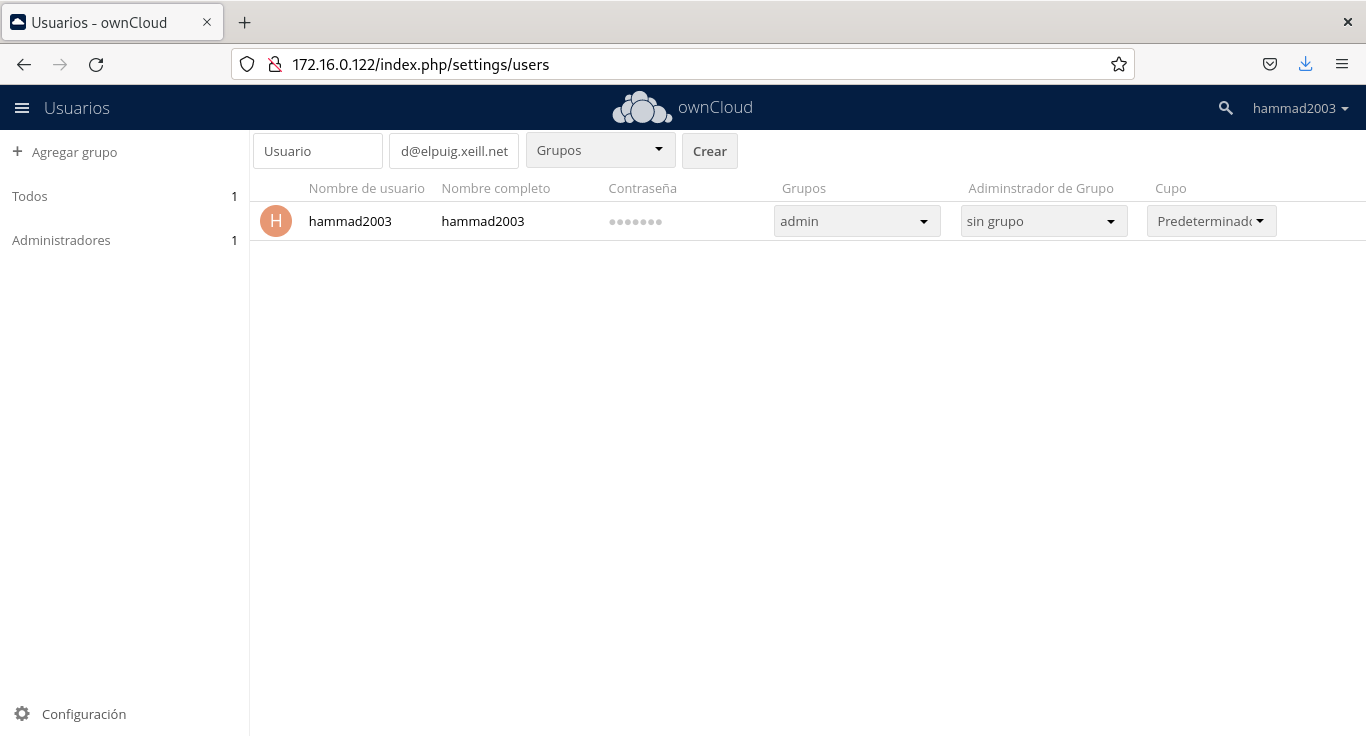 Usuarios - ownCloud
172.16.0.122/index.php/settings/users
Usuarios
ownCloud
hammad2003
+ Agregar grupo
Todos 1
Administradores 1
Usuario d@elpuig.xeill.net Grupos Crear
Nombre de usuario Nombre completo Contraseña Grupos Adiminstrador de Grupo Cupo
H hammad2003 hammad2003 ●●●●●●● admin sin grupo Predeterminado
Configuración